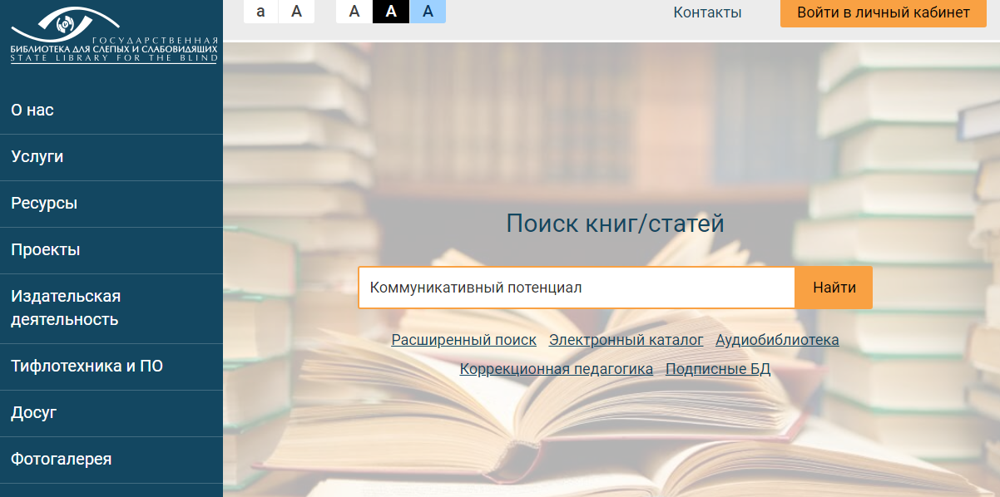 ГОСУДАРСТВЕННАЯ
БИБЛИОТЕКА ДЛЯ СЛЕПЫХ И СЛАБОВИДЯЩИХ
STATE LIBRARY FOR THE BLIND
О нас
Услуги
Ресурсы
Проекты
Издательская
деятельность
Тифлотехника и ПО
Досуг
Фотогалерея
а А А А А Контакты Войти в личный кабинет
Поиск книг/статей
Коммуникативный потенциал Найти
Расширенный поиск Электронный каталог Аудиобиблиотека
Коррекционная педагогика Подписные БД